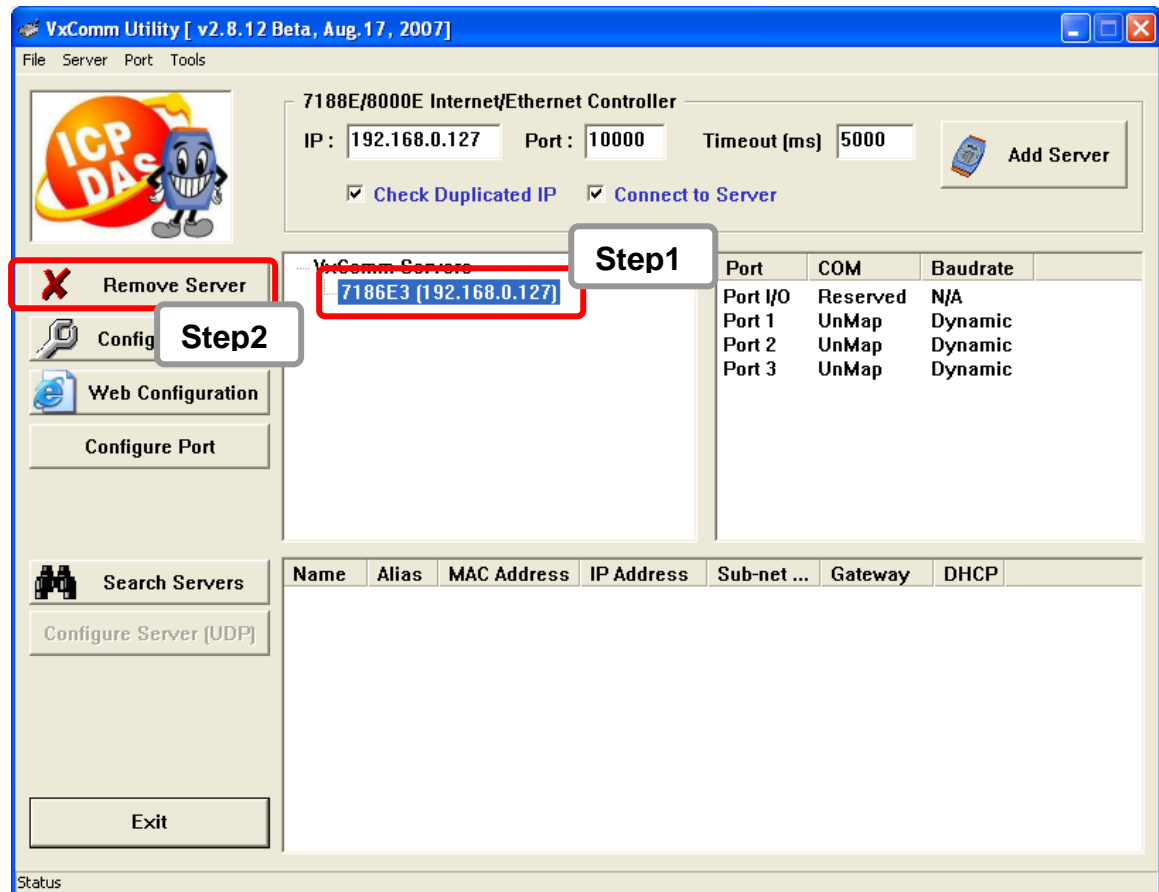 VxComm Utility [ v2.8.12 Beta, Aug.17, 2007]
File Server Port Tools
ICP
DAS
7188E/8000E Internet/Ethernet Controller
IP : 192.168.0.127 Port : 10000 Timeout (ms) 5000
Add Server
Check Duplicated IP Connect to Server
Remove Server
Step2
Config
Web Configuration
Configure Port
VxComm Servers
Step1
7186E3 (192.168.0.127)
Port COM Baudrate
Port I/O Reserved N/A
Port 1 UnMap Dynamic
Port 2 UnMap Dynamic
Port 3 UnMap Dynamic
Search Servers
Configure Server (UDP)
Name Alias MAC Address IP Address Sub-net ... Gateway DHCP
Exit
Status